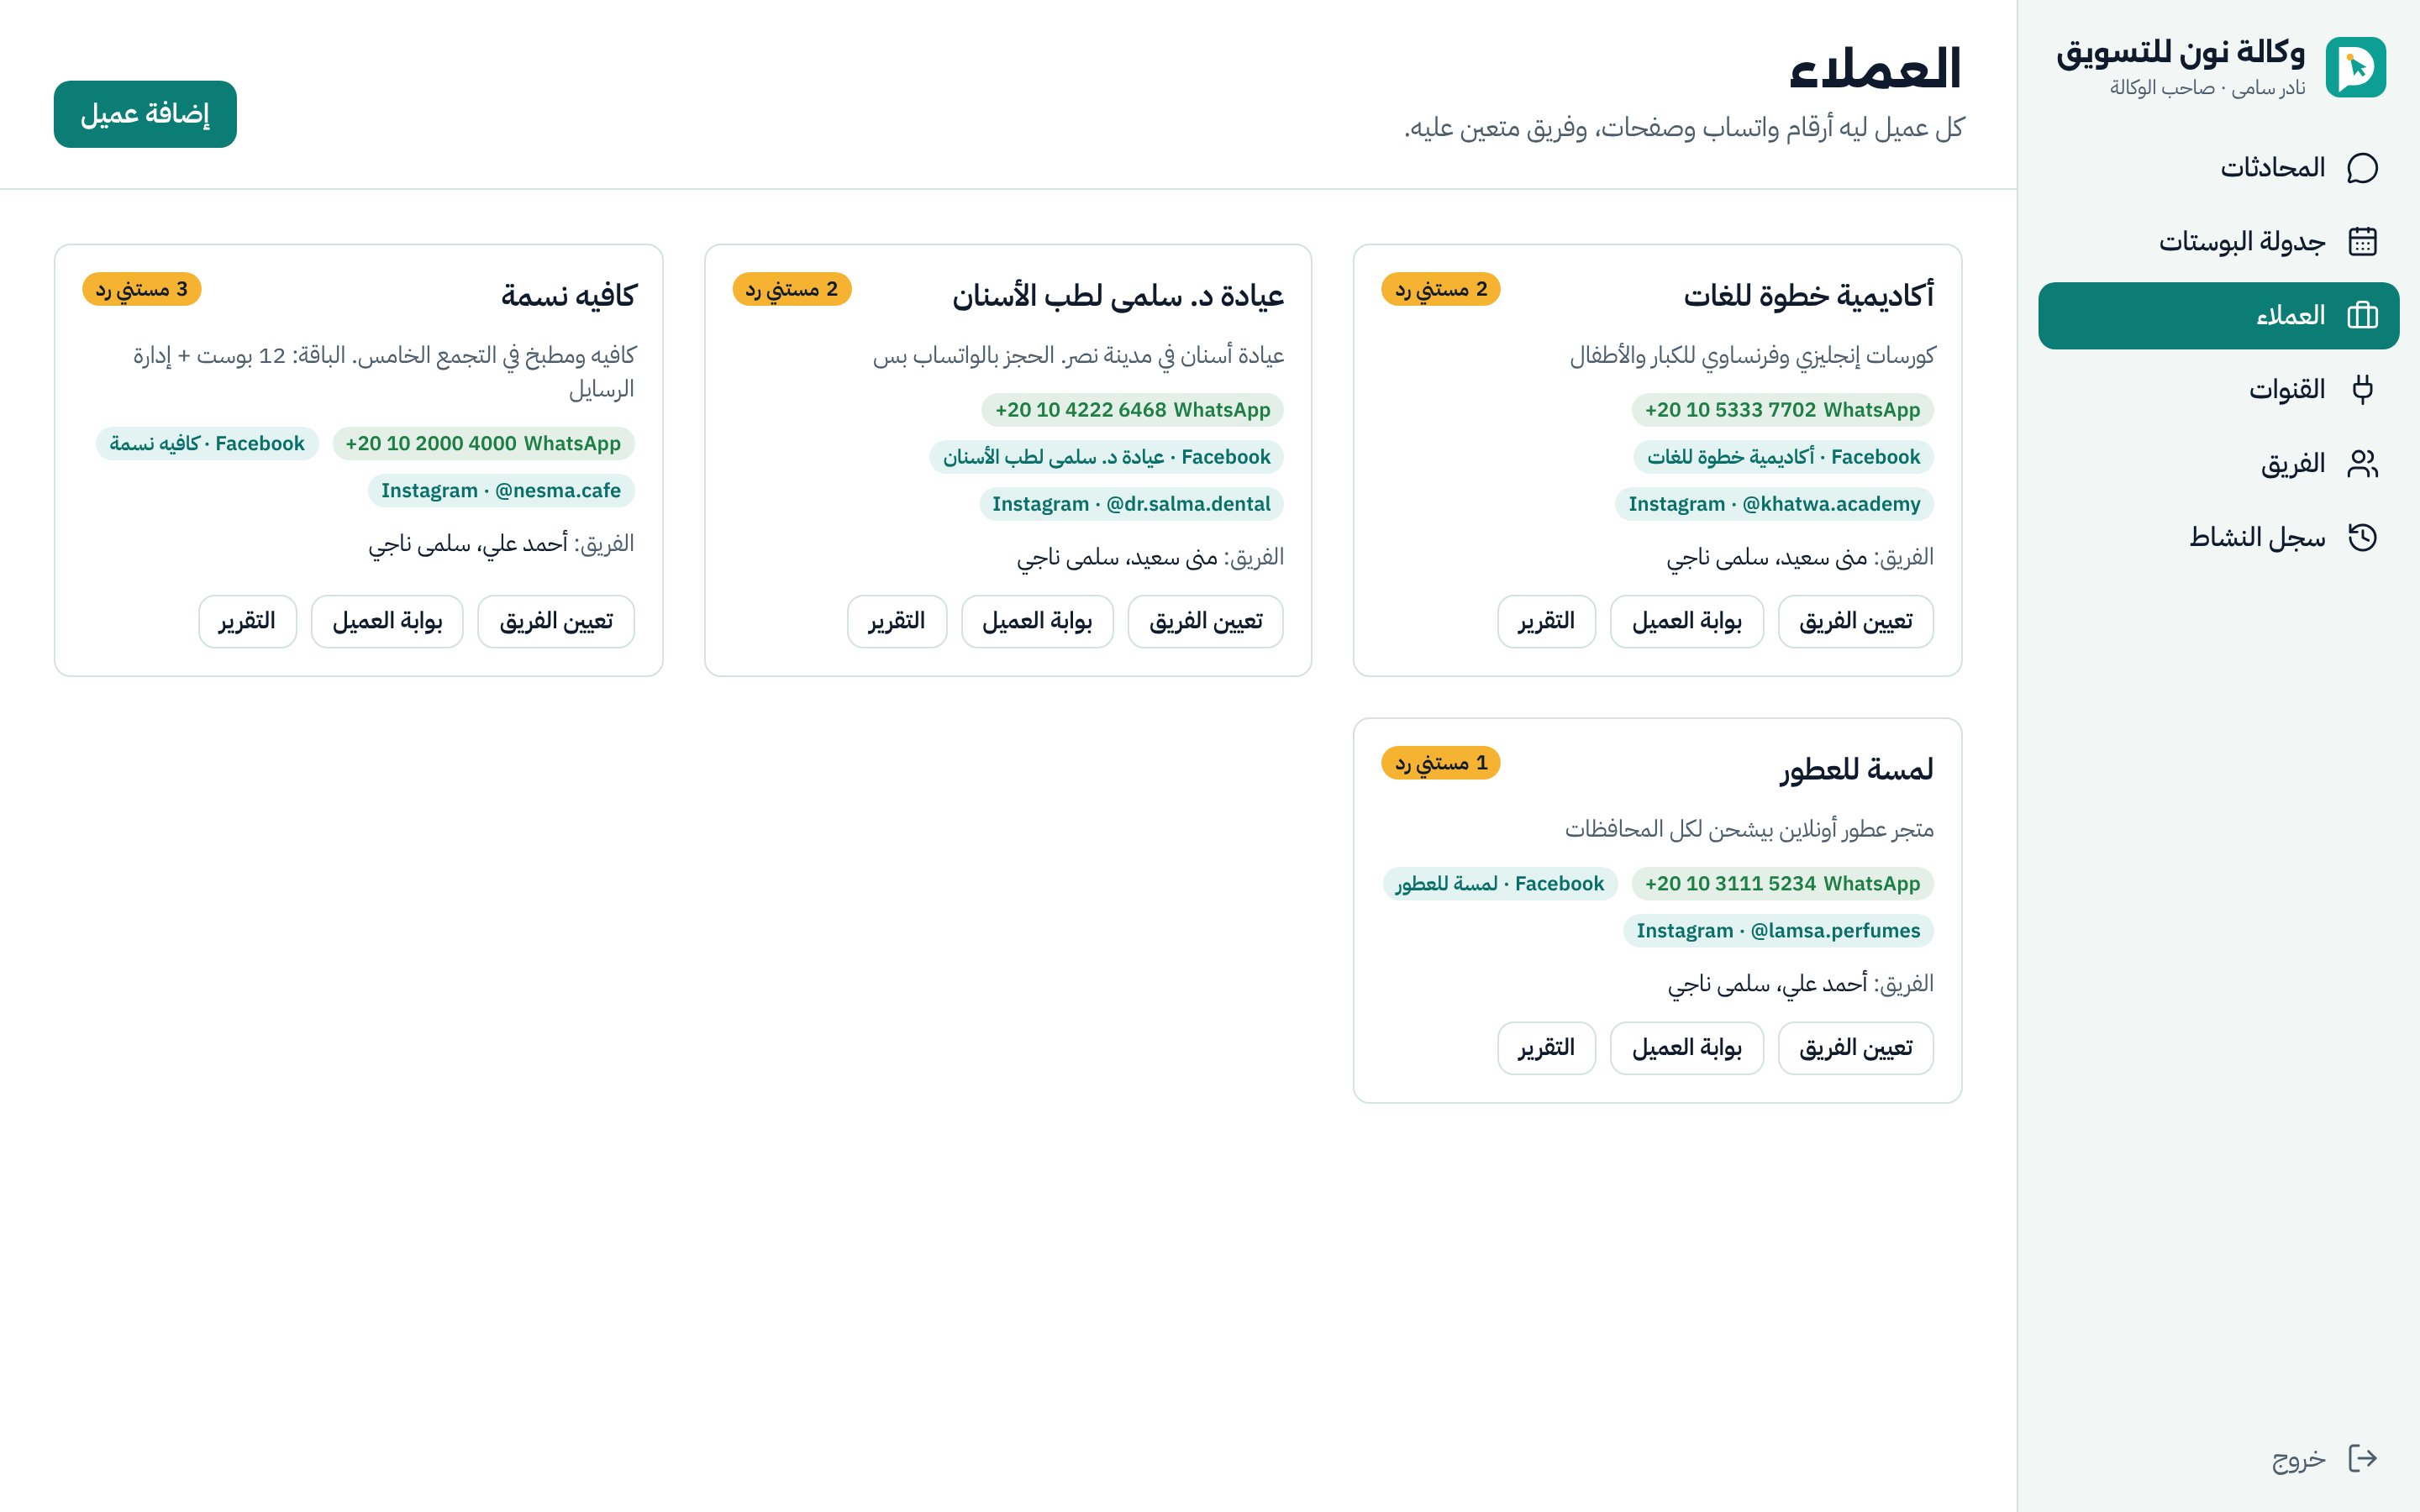 وكالة نون للتسويق
نادر سامي · صاحب الوكالة
المحادثات
جدولة البوستات
العملاء
القنوات
الفريق
سجل النشاط
خروج
العملاء
كل عميل ليه أرقام واتساب وصفحات، وفريق متعين عليه.
إضافة عميل
أكاديمية خطوة للغات
2 مستني رد
كورسات إنجليزي وفرنساوي للكبار والأطفال
WhatsApp +20 10 5333 7702
Facebook · أكاديمية خطوة للغات
Instagram · @khatwa.academy
الفريق: منى سعيد، سلمى ناجي
تعيين الفريق
بوابة العميل
التقرير
عيادة د. سلمى لطب الأسنان
2 مستني رد
عيادة أسنان في مدينة نصر. الحجز بالواتساب بس
WhatsApp +20 10 4222 6468
Facebook · عيادة د. سلمى لطب الأسنان
Instagram · @dr.salma.dental
الفريق: منى سعيد، سلمى ناجي
تعيين الفريق
بوابة العميل
التقرير
كافيه نسمة
3 مستني رد
كافيه ومطبخ في التجمع الخامس. الباقة: 12 بوست + إدارة
الرسايل
WhatsApp +20 10 2000 4000
Facebook · كافيه نسمة
Instagram · @nesma.cafe
الفريق: أحمد علي، سلمى ناجي
تعيين الفريق
بوابة العميل
التقرير
لمسة للعطور
1 مستني رد
متجر عطور أونلاين بيشحن لكل المحافظات
WhatsApp +20 10 3111 5234
Facebook · لمسة للعطور
Instagram · @lamsa.perfumes
الفريق: أحمد علي، سلمى ناجي
تعيين الفريق
بوابة العميل
التقرير